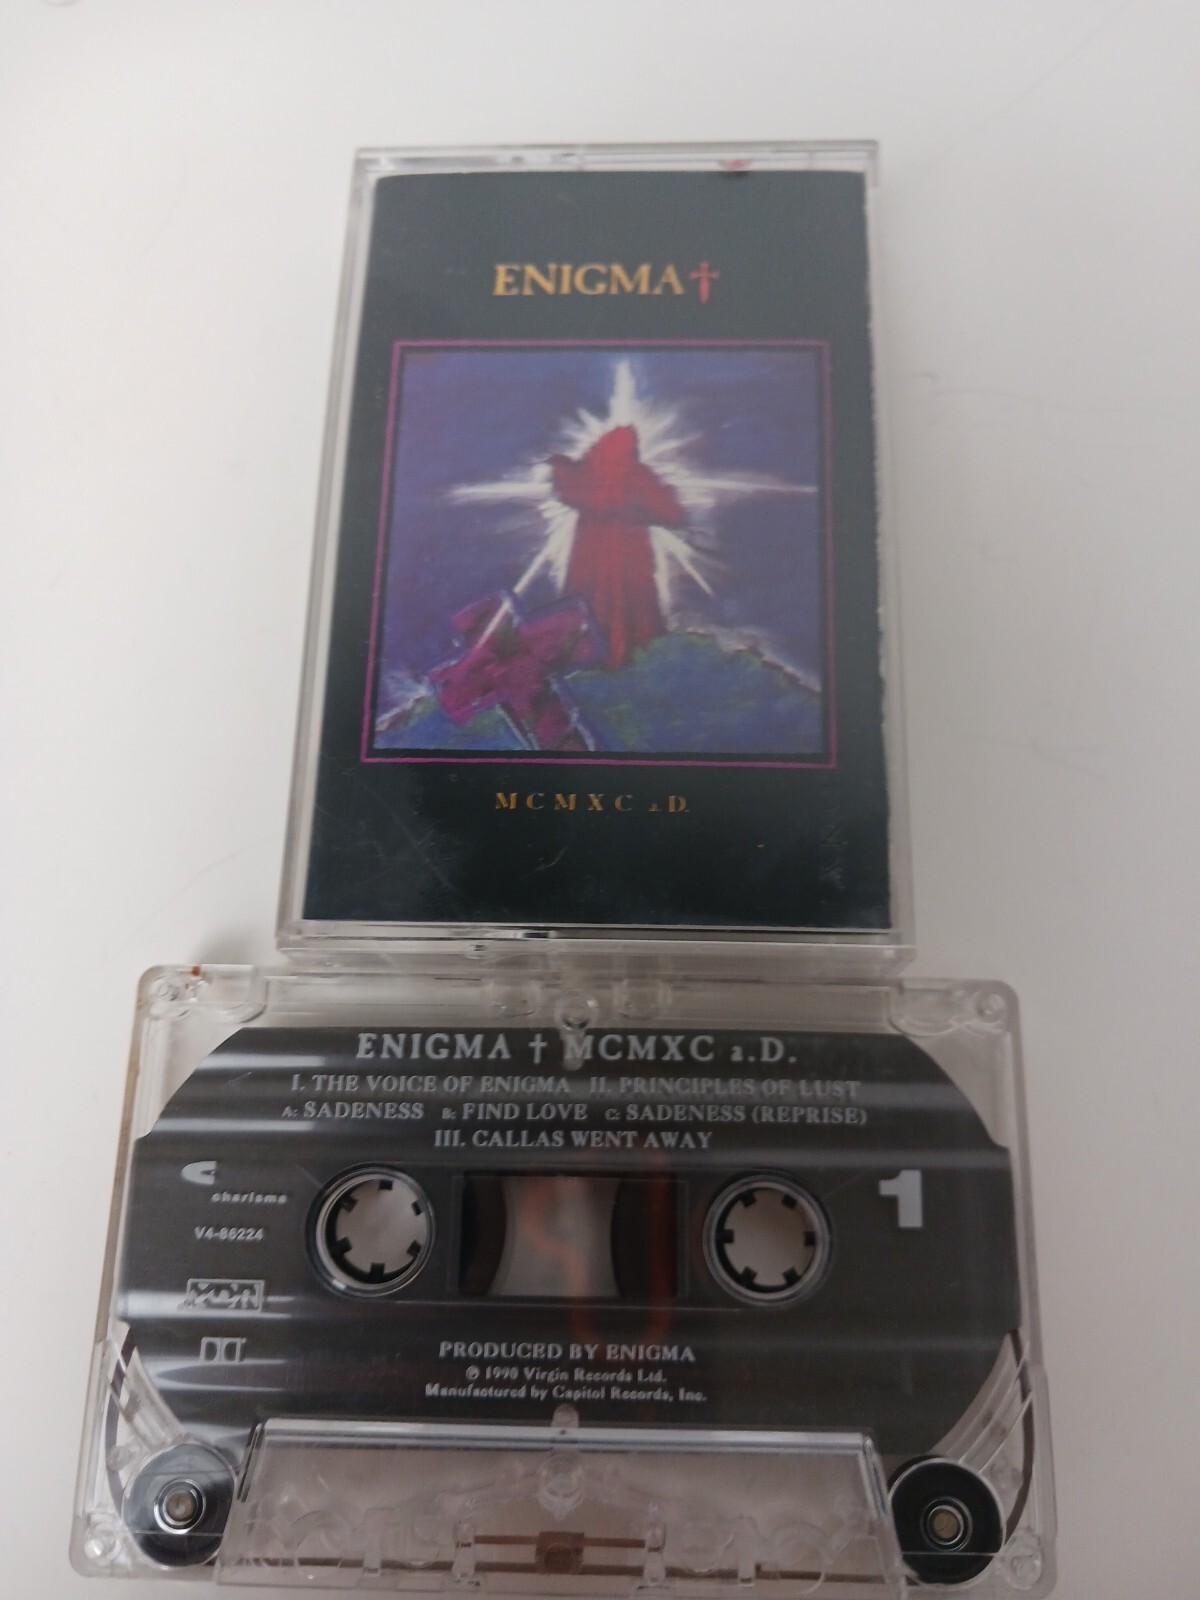 ENIGMA†
MCMXC a.D.
ENIGMA † MCMXC a.D.
I. THE VOICE OF ENIGMA II. PRINCIPLES OF LUST
A: SADENESS B: FIND LOVE C: SADENESS (REPRISE)
III. CALLAS WENT AWAY
charisma
1
V4-86224
XDR
PRODUCED BY ENIGMA
℗ 1990 Virgin Records Ltd.
Manufactured by Capitol Records, Inc.